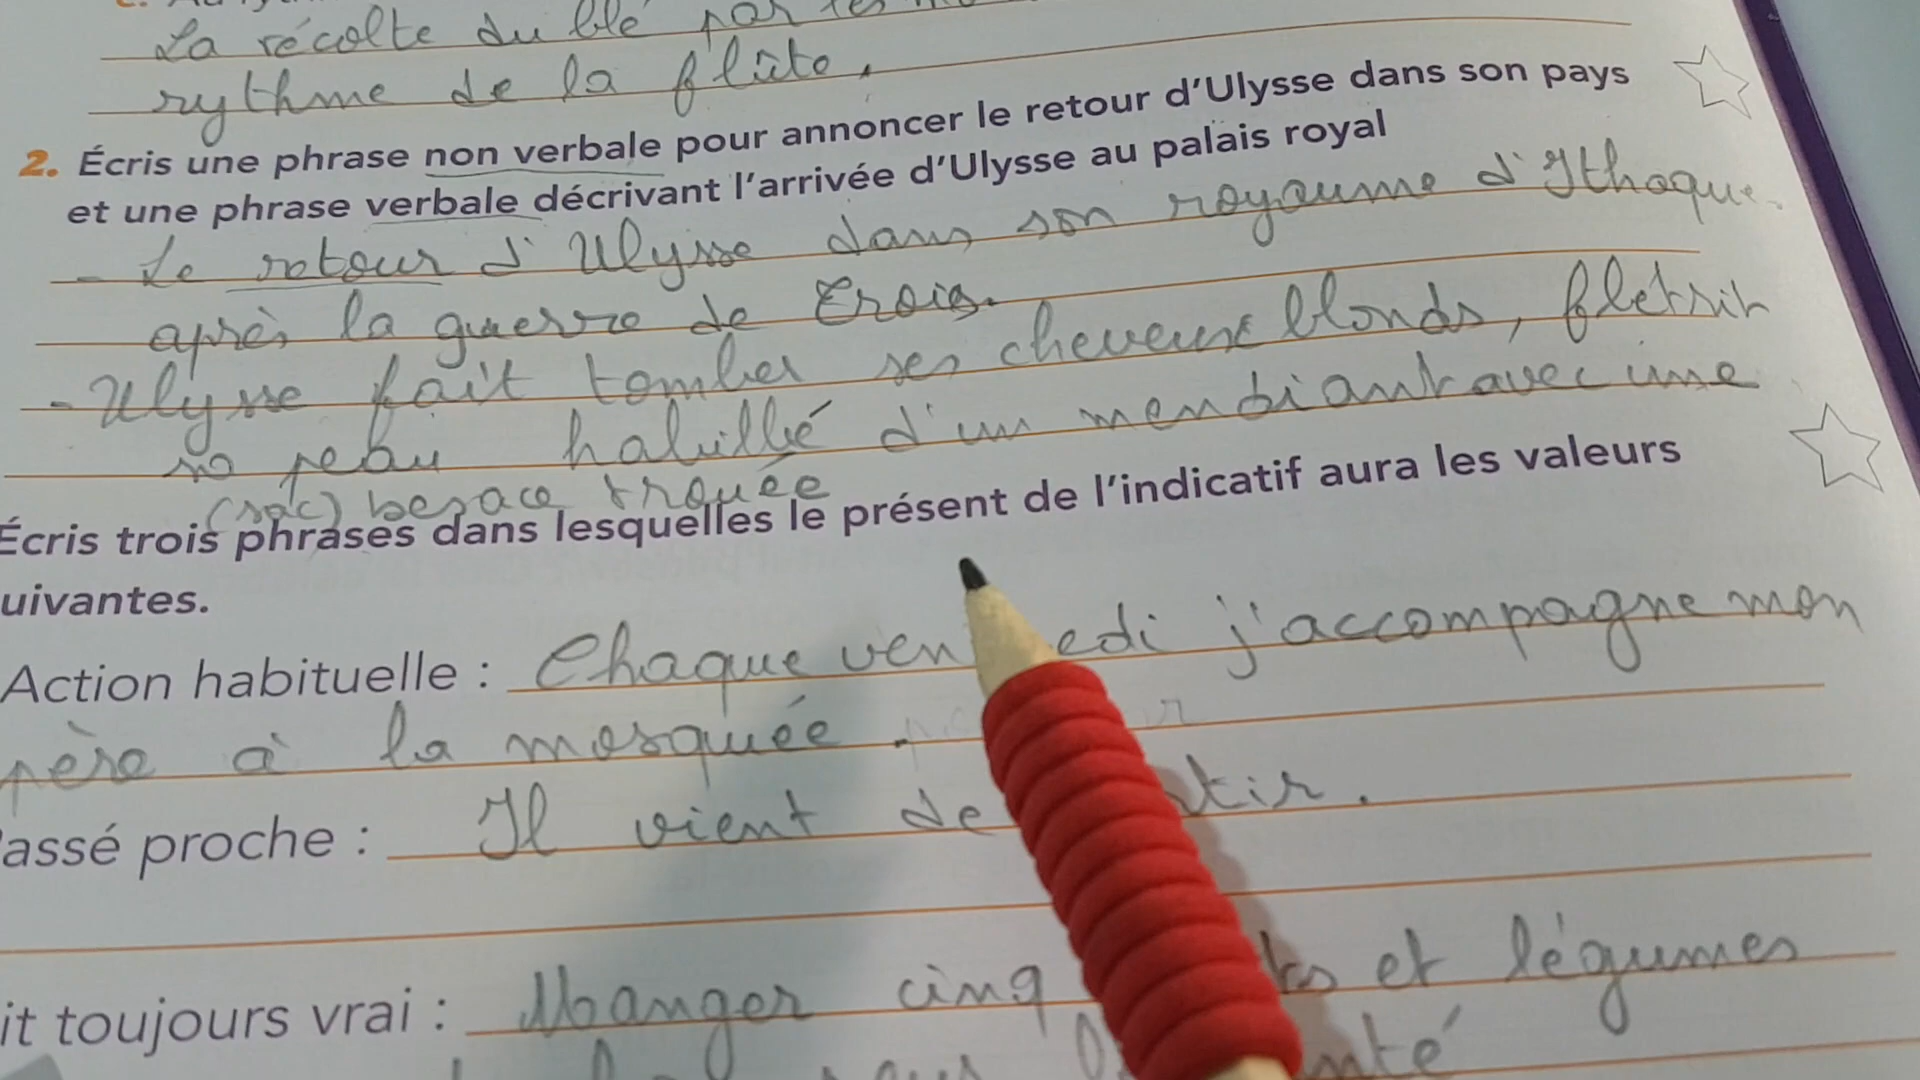 La récolte du blé par les
rythme de la flûte.
2. Écris une phrase non verbale pour annoncer le retour d'Ulysse dans son pays
et une phrase verbale décrivant l'arrivée d'Ulysse au palais royal
- Le retour d'Ulysse dans son royaume d'Ithaque.
après la guerre de Troie.
- Ulysse fait tomber ses cheveux blonds, flétrir
sa peau habillé d'un mendiant avec une
(sac) besace trouée
Écris trois phrases dans lesquelles le présent de l'indicatif aura les valeurs
uivantes.
Action habituelle : Chaque ven edi j'accompagne mon
père à la mosquée.
assé proche : Il vient de tir.
it toujours vrai : Manger cinq ts et légumes
nté